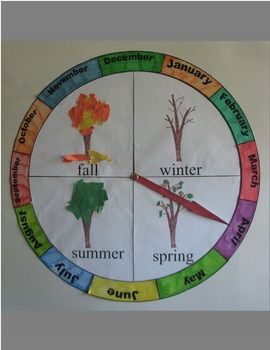 December
January
February
March
April
May
June
July
August
September
October
November
fall
winter
summer
spring